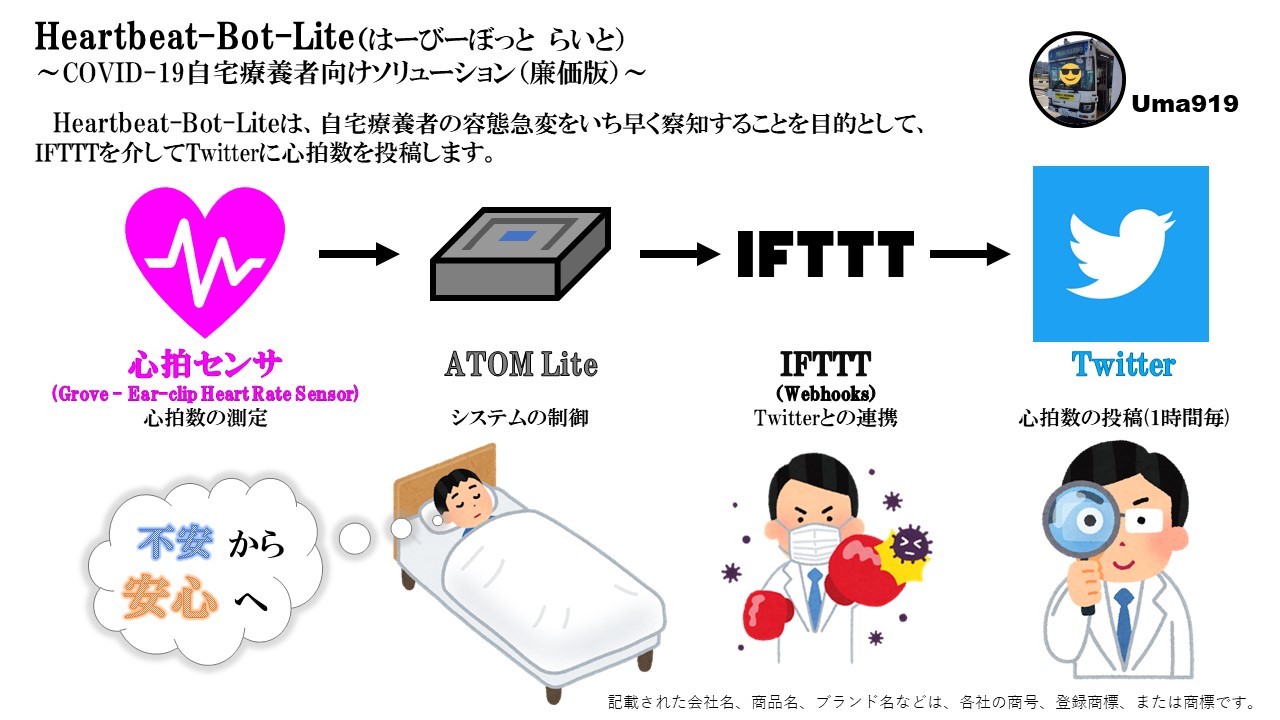 Heartbeat-Bot-Lite(はーびーぼっと らいと)
～COVID-19自宅療養者向けソリューション(廉価版)～
Uma919
Heartbeat-Bot-Liteは、自宅療養者の容態急変をいち早く察知することを目的として、
IFTTTを介してTwitterに心拍数を投稿します。
IFTTT
心拍センサ
(Grove - Ear-clip Heart Rate Sensor)
心拍数の測定
ATOM Lite
システムの制御
IFTTT
(Webhooks)
Twitterとの連携
Twitter
心拍数の投稿(1時間毎)
不安 から
安心 へ
記載された会社名、商品名、ブランド名などは、各社の商号、登録商標、または商標です。